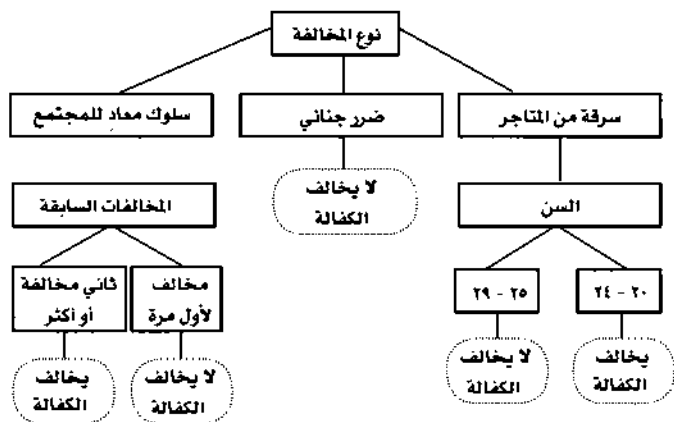 نوع المخالفة
سرقة من المتاجر
ضرر جنائي
سلوك معاد للمجتمع
لا يخالف
الكفالة
السن
المخالفات السابقة
٢٠ - ٢٤
٢٥ - ٢٩
مخالف
لأول مرة
ثاني مخالفة
أو أكثر
يخالف
الكفالة
لا يخالف
الكفالة
لا يخالف
الكفالة
يخالف
الكفالة